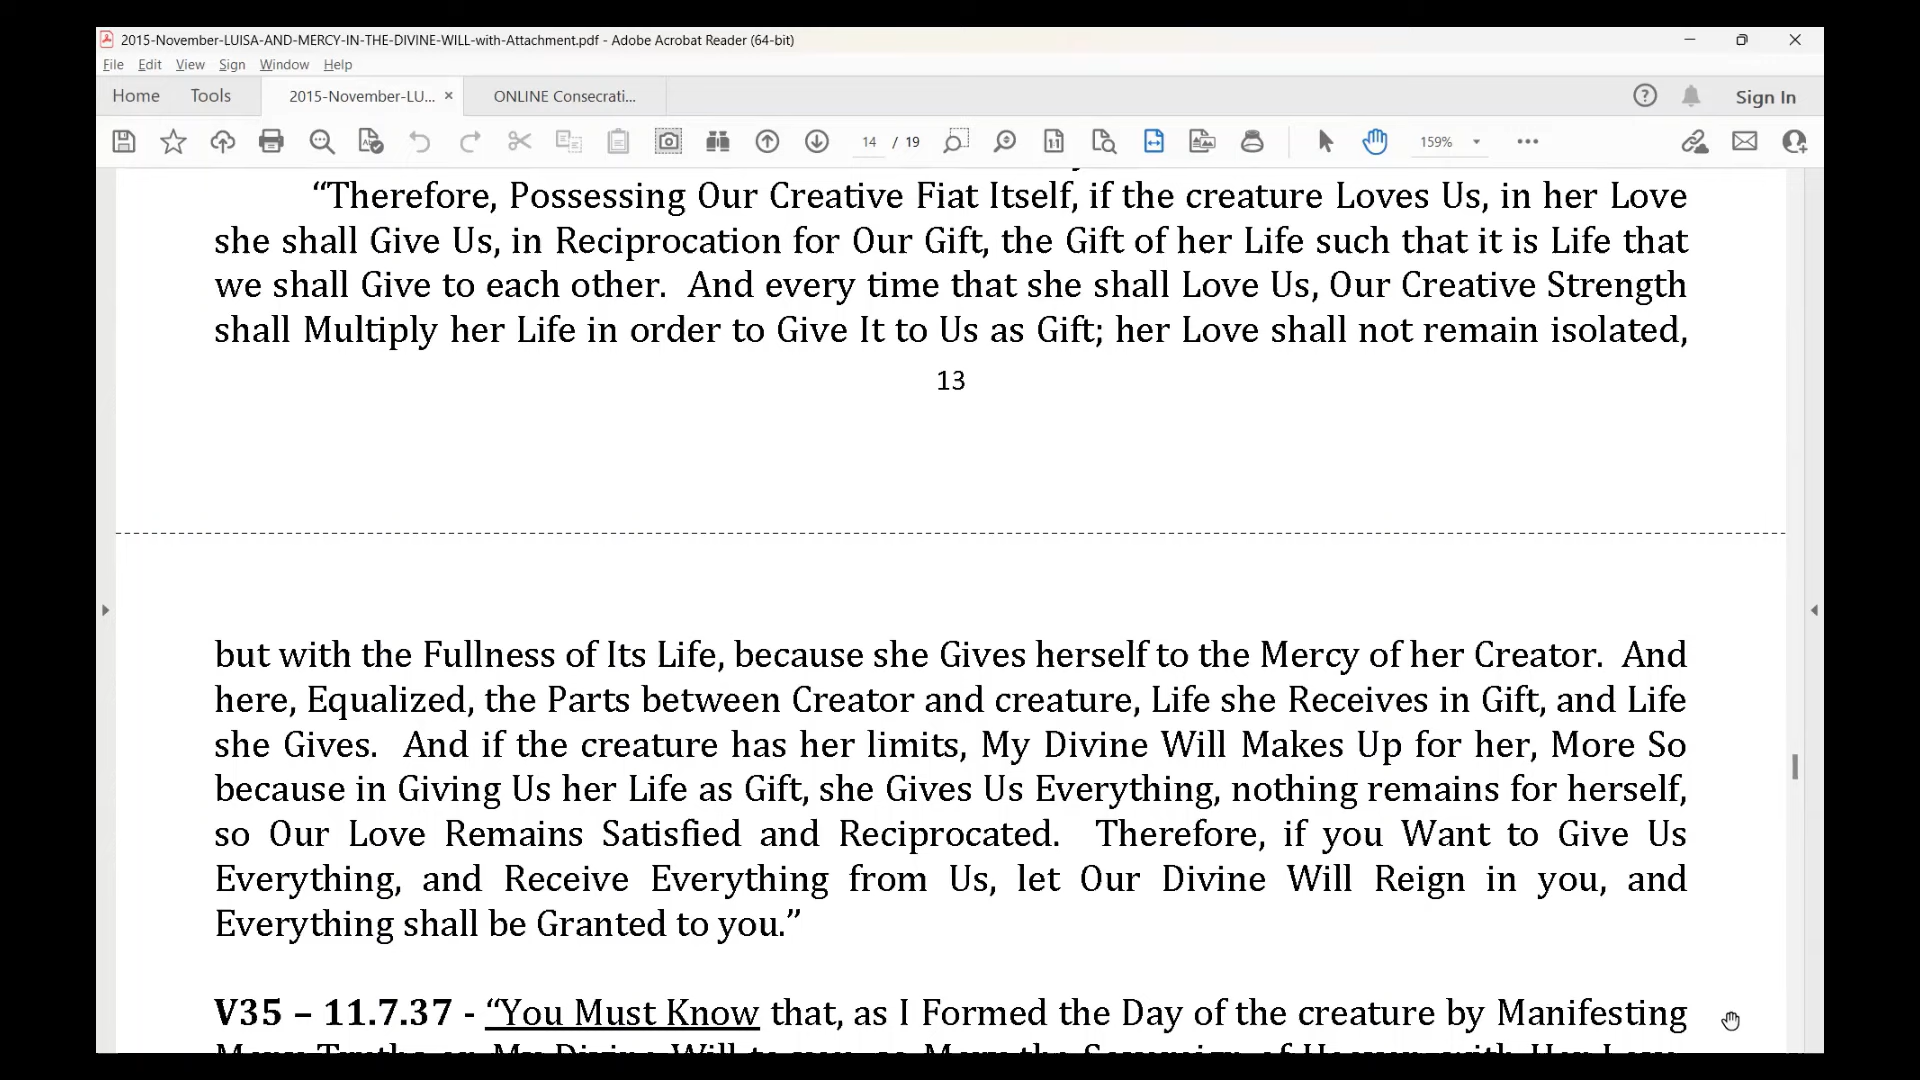 2015-November-LUISA-AND-MERCY-IN-THE-DIVINE-WILL-with-Attachment.pdf - Adobe Acrobat Reader (64-bit)
File Edit View Sign Window Help
Home Tools 2015-November-LU... × ONLINE Consecrati... Sign In
14 / 19 159%
“Therefore, Possessing Our Creative Fiat Itself, if the creature Loves Us, in her Love
she shall Give Us, in Reciprocation for Our Gift, the Gift of her Life such that it is Life that
we shall Give to each other. And every time that she shall Love Us, Our Creative Strength
shall Multiply her Life in order to Give It to Us as Gift; her Love shall not remain isolated,
13
but with the Fullness of Its Life, because she Gives herself to the Mercy of her Creator. And
here, Equalized, the Parts between Creator and creature, Life she Receives in Gift, and Life
she Gives. And if the creature has her limits, My Divine Will Makes Up for her, More So
because in Giving Us her Life as Gift, she Gives Us Everything, nothing remains for herself,
so Our Love Remains Satisfied and Reciprocated. Therefore, if you Want to Give Us
Everything, and Receive Everything from Us, let Our Divine Will Reign in you, and
Everything shall be Granted to you.”
V35 – 11.7.37 - “You Must Know that, as I Formed the Day of the creature by Manifesting
Many Truths on My Divine Will to you, so